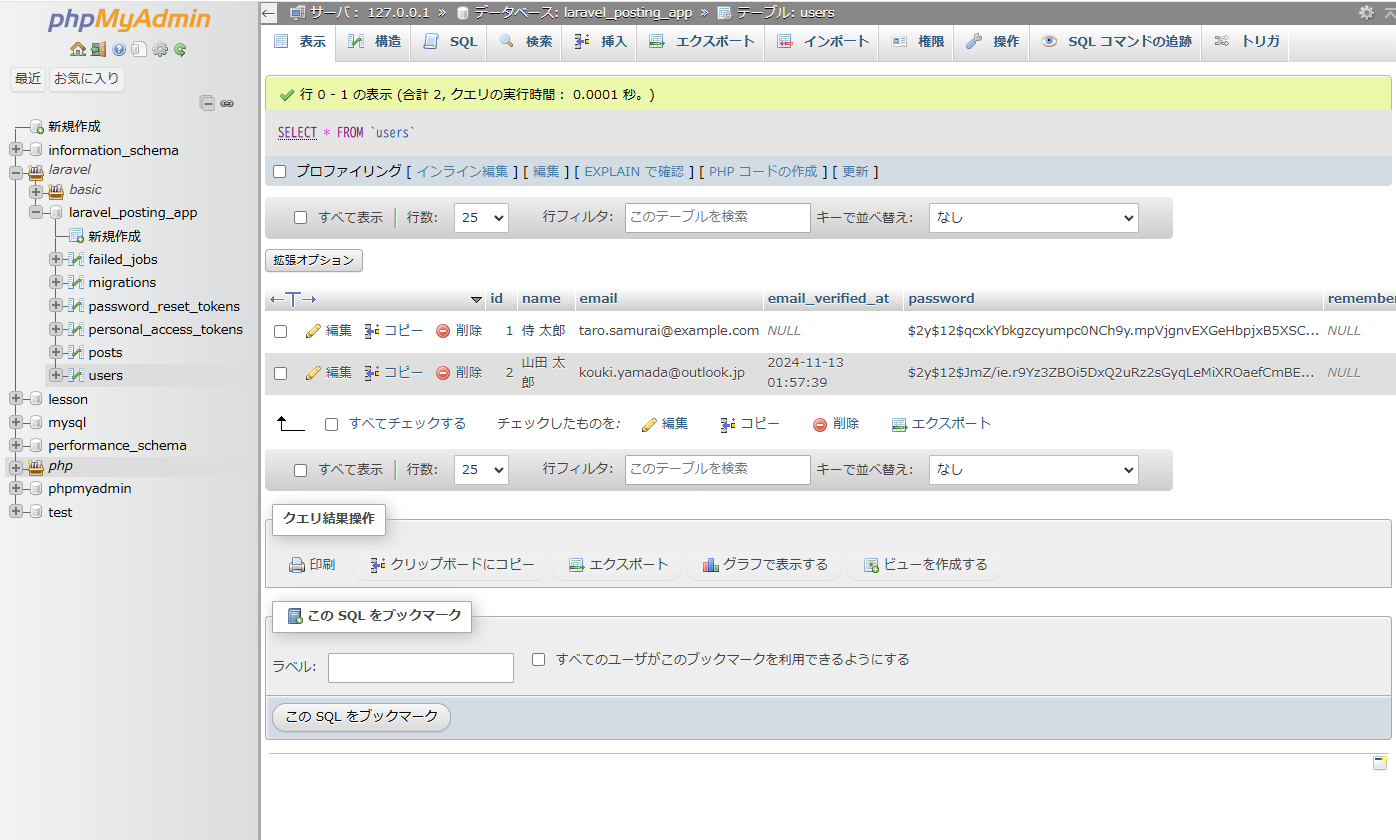 phpMyAdmin
最近 お気に入り
新規作成
information_schema
laravel
basic
laravel_posting_app
新規作成
failed_jobs
migrations
password_reset_tokens
personal_access_tokens
posts
users
lesson
mysql
performance_schema
php
phpmyadmin
test
サーバ: 127.0.0.1 » データベース: laravel_posting_app » テーブル: users
表示 構造 SQL 検索 挿入 エクスポート インポート 権限 操作 SQL コマンドの追跡 トリガ
行 0 - 1 の表示 (合計 2, クエリの実行時間: 0.0001 秒。)
SELECT * FROM `users`
プロファイリング [ インライン編集 ] [ 編集 ] [ EXPLAIN で確認 ] [ PHP コードの作成 ] [ 更新 ]
すべて表示 行数: 25 行フィルタ: このテーブルを検索 キーで並べ替え: なし
拡張オプション
←T→ id name email email_verified_at password remember
編集 コピー 削除 1 侍 太郎 taro.samurai@example.com NULL $2y$12$qcxkYbkgzcyumpc0NCh9y.mpVjgnvEXGeHbpjxB5XSC... NULL
編集 コピー 削除 2 山田 太郎 kouki.yamada@outlook.jp 2024-11-13 01:57:39 $2y$12$JmZ/ie.r9Yz3ZBOi5DxQ2uRz2sGyqLeMiXROaefCmBE... NULL
すべてチェックする チェックしたものを: 編集 コピー 削除 エクスポート
すべて表示 行数: 25 行フィルタ: このテーブルを検索 キーで並べ替え: なし
クエリ結果操作
印刷 クリップボードにコピー エクスポート グラフで表示する ビューを作成する
この SQL をブックマーク
ラベル: すべてのユーザがこのブックマークを利用できるようにする
この SQL をブックマーク